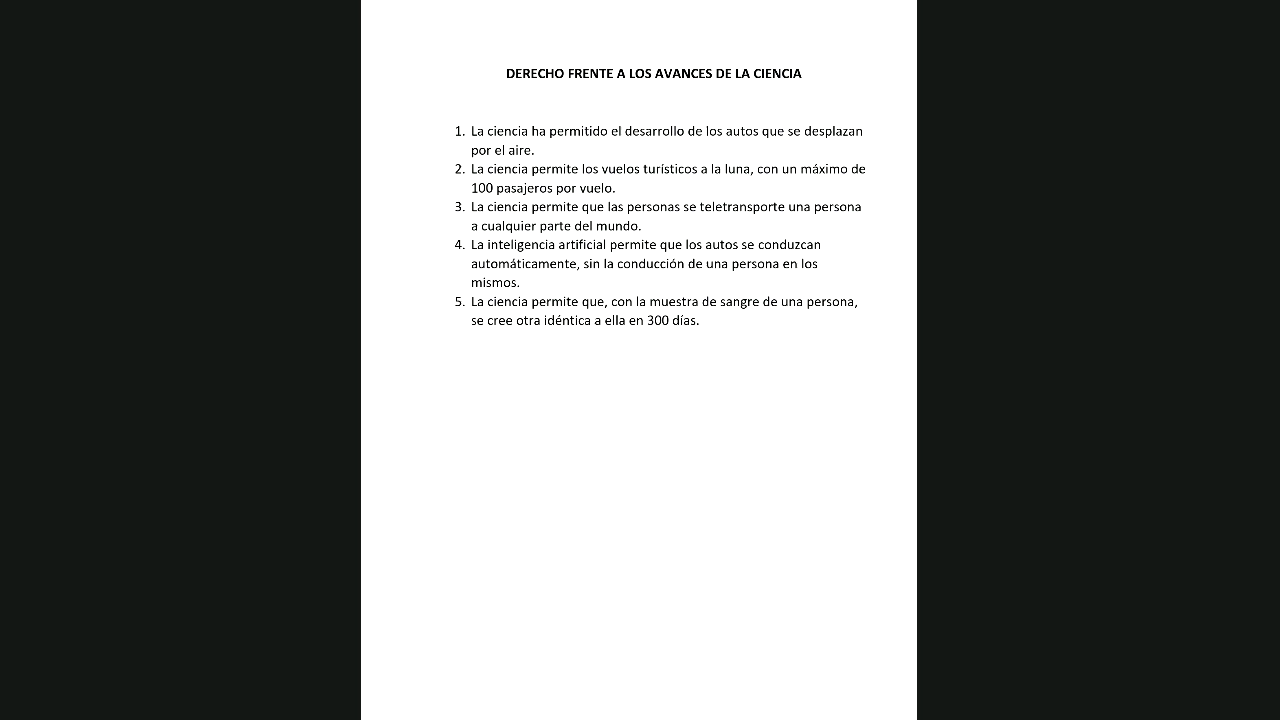 DERECHO FRENTE A LOS AVANCES DE LA CIENCIA
1. La ciencia ha permitido el desarrollo de los autos que se desplazan
por el aire.
2. La ciencia permite los vuelos turísticos a la luna, con un máximo de
100 pasajeros por vuelo.
3. La ciencia permite que las personas se teletransporte una persona
a cualquier parte del mundo.
4. La inteligencia artificial permite que los autos se conduzcan
automáticamente, sin la conducción de una persona en los
mismos.
5. La ciencia permite que, con la muestra de sangre de una persona,
se cree otra idéntica a ella en 300 días.